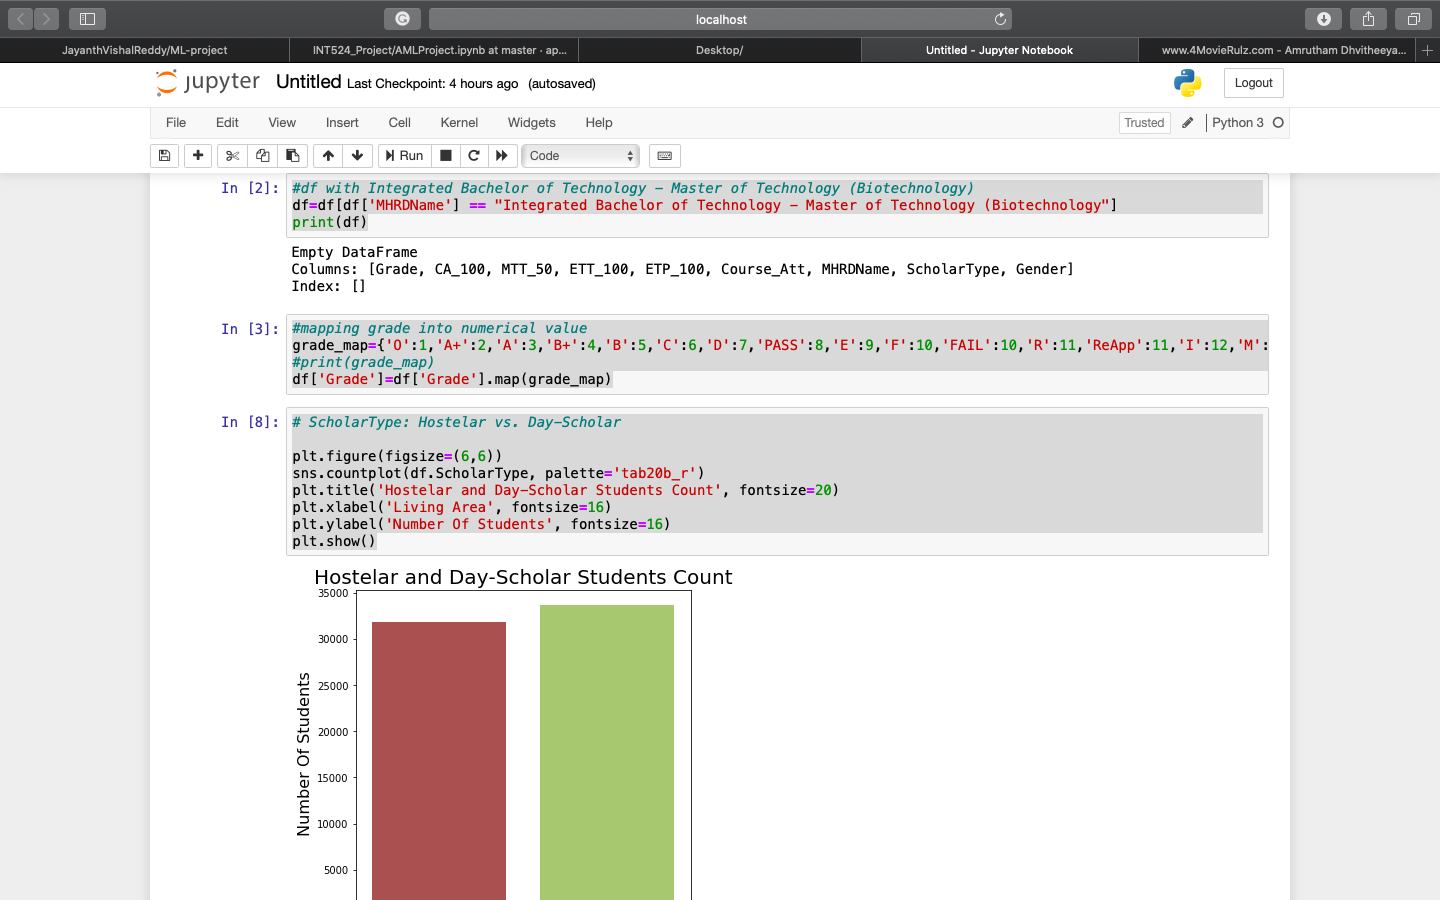 localhost
JayanthVishalReddy/ML-project
INT524_Project/AMLProject.ipynb at master · ap...
Desktop/
Untitled - Jupyter Notebook
www.4MovieRulz.com - Amrutham Dhvitheeya...
jupyter Untitled Last Checkpoint: 4 hours ago (autosaved)
Logout
File Edit View Insert Cell Kernel Widgets Help
Trusted
Python 3
Run
Code
In [2]: #df with Integrated Bachelor of Technology – Master of Technology (Biotechnology)
df=df[df['MHRDName'] == "Integrated Bachelor of Technology – Master of Technology (Biotechnology"]
print(df)
Empty DataFrame
Columns: [Grade, CA_100, MTT_50, ETT_100, ETP_100, Course_Att, MHRDName, ScholarType, Gender]
Index: []
In [3]: #mapping grade into numerical value
grade_map={'O':1,'A+':2,'A':3,'B+':4,'B':5,'C':6,'D':7,'PASS':8,'E':9,'F':10,'FAIL':10,'R':11,'ReApp':11,'I':12,'M':
#print(grade_map)
df['Grade']=df['Grade'].map(grade_map)
In [8]: # ScholarType: Hostelar vs. Day–Scholar
plt.figure(figsize=(6,6))
sns.countplot(df.ScholarType, palette='tab20b_r')
plt.title('Hostelar and Day–Scholar Students Count', fontsize=20)
plt.xlabel('Living Area', fontsize=16)
plt.ylabel('Number Of Students', fontsize=16)
plt.show()
Hostelar and Day-Scholar Students Count
35000
30000
25000
20000
15000
10000
5000
Number Of Students